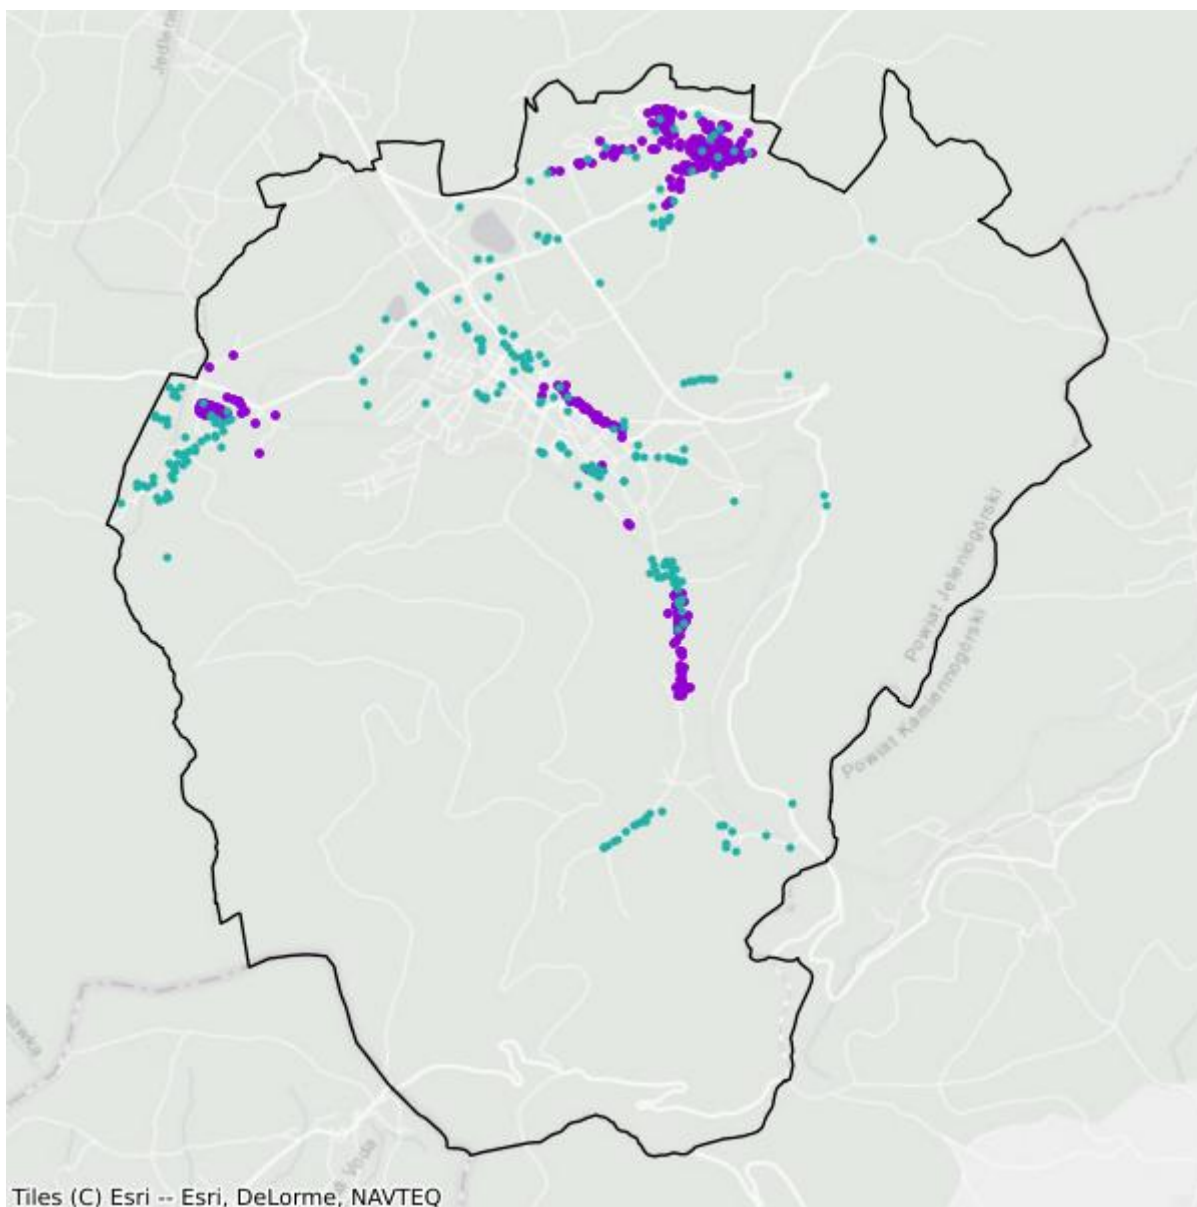 Powiat Jeleniogórski
Powiat Kamiennogórski
Tiles (C) Esri -- Esri, DeLorme, NAVTEQ